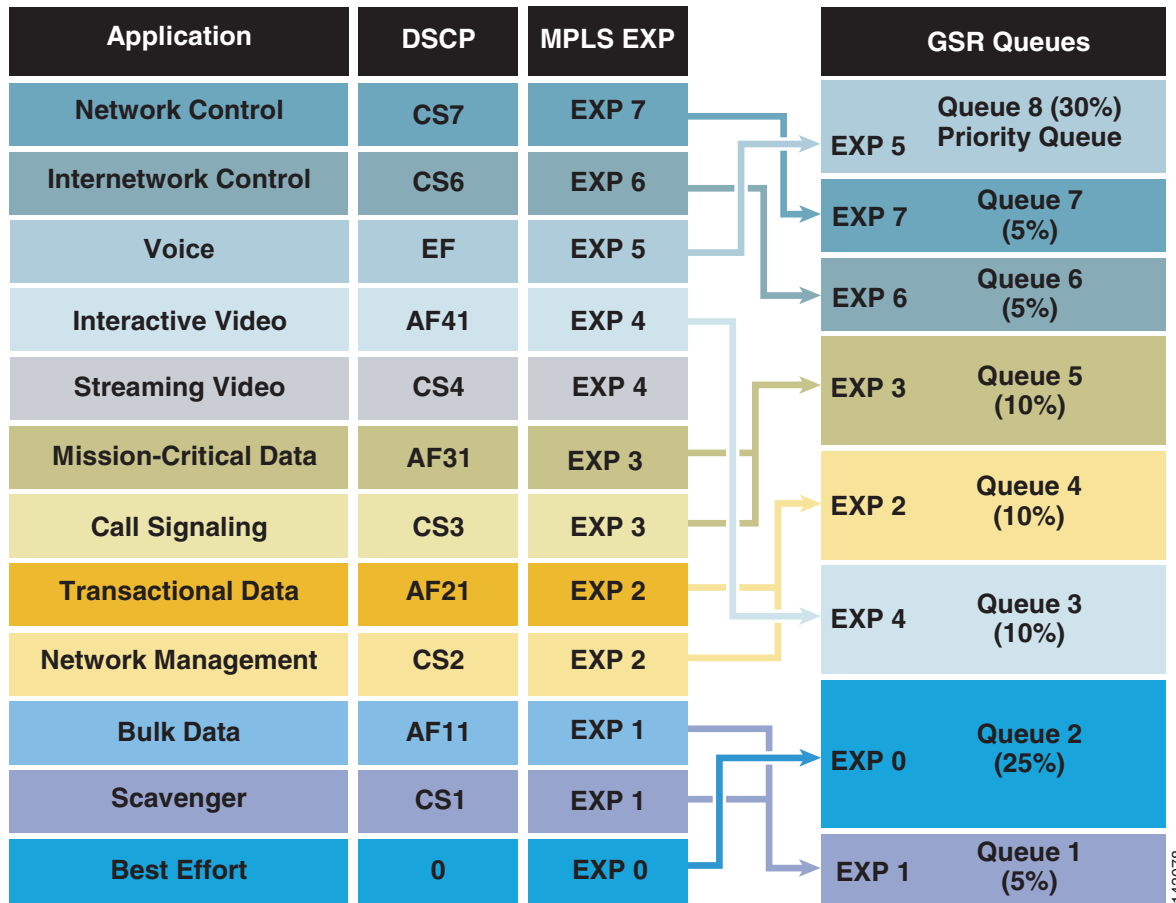 Application DSCP MPLS EXP GSR Queues
Network Control CS7 EXP 7
Internetwork Control CS6 EXP 6
Voice EF EXP 5
Interactive Video AF41 EXP 4
Streaming Video CS4 EXP 4
Mission-Critical Data AF31 EXP 3
Call Signaling CS3 EXP 3
Transactional Data AF21 EXP 2
Network Management CS2 EXP 2
Bulk Data AF11 EXP 1
Scavenger CS1 EXP 1
Best Effort 0 EXP 0
EXP 5 Queue 8 (30%)
Priority Queue
EXP 7 Queue 7
(5%)
EXP 6 Queue 6
(5%)
EXP 3 Queue 5
(10%)
EXP 2 Queue 4
(10%)
EXP 4 Queue 3
(10%)
EXP 0 Queue 2
(25%)
EXP 1 Queue 1
(5%)